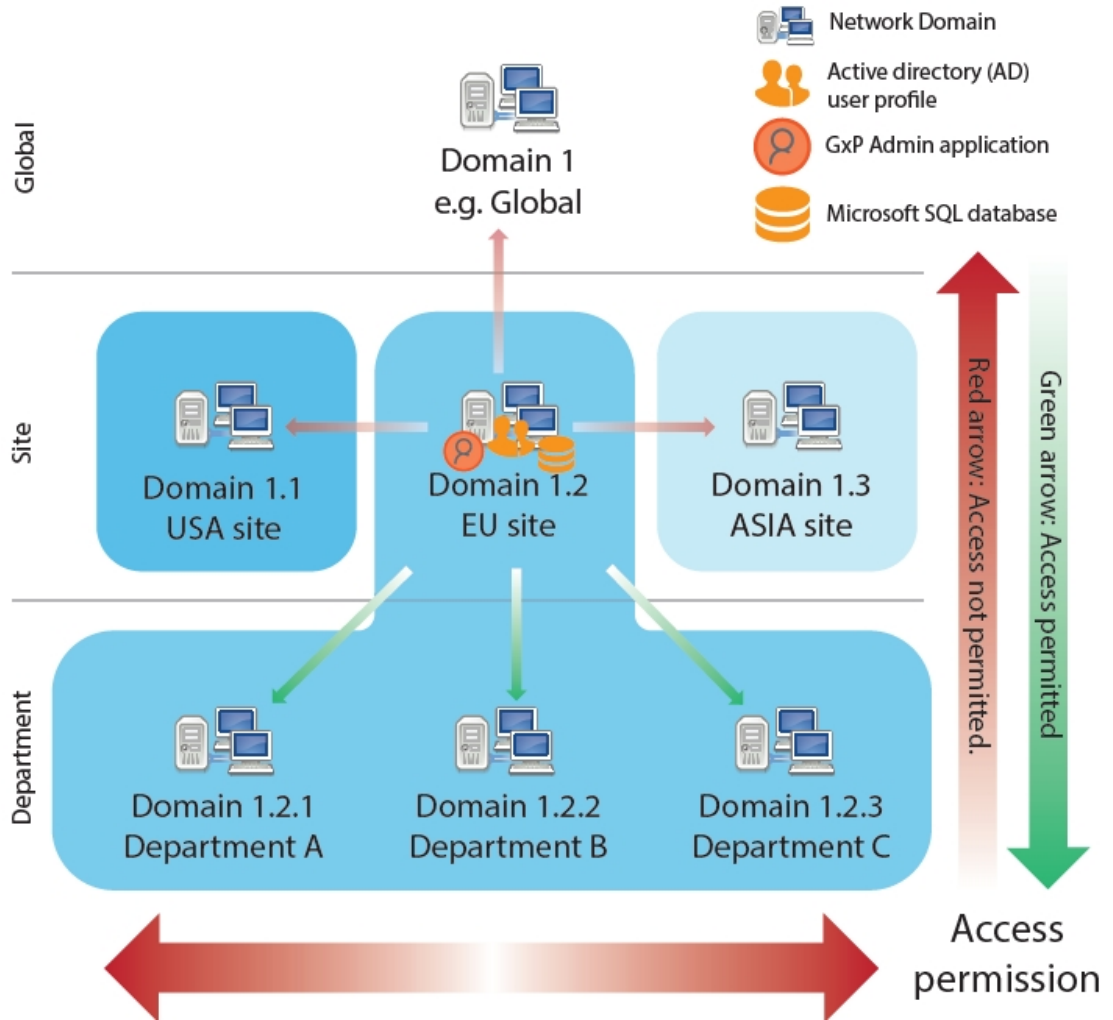 Network Domain
Active directory (AD)
user profile
GxP Admin application
Microsoft SQL database
Global
Domain 1
e.g. Global
Site
Domain 1.1
USA site
Domain 1.2
EU site
Domain 1.3
ASIA site
Red arrow: Access not permitted.
Green arrow: Access permitted
Department
Domain 1.2.1
Department A
Domain 1.2.2
Department B
Domain 1.2.3
Department C
Access
permission